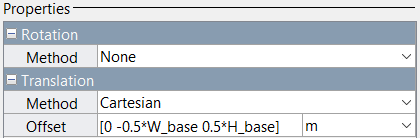 Properties
Rotation
Method None
Translation
Method Cartesian
Offset [0 -0.5*W_base 0.5*H_base] m